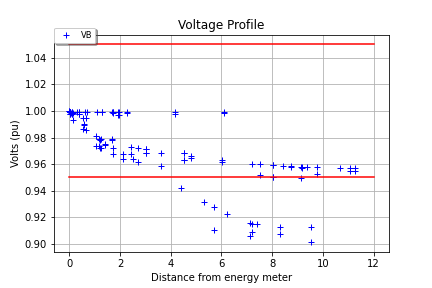 Voltage Profile
VB
Volts (pu)
1.04
1.02
1.00
0.98
0.96
0.94
0.92
0.90
0 2 4 6 8 10 12
Distance from energy meter